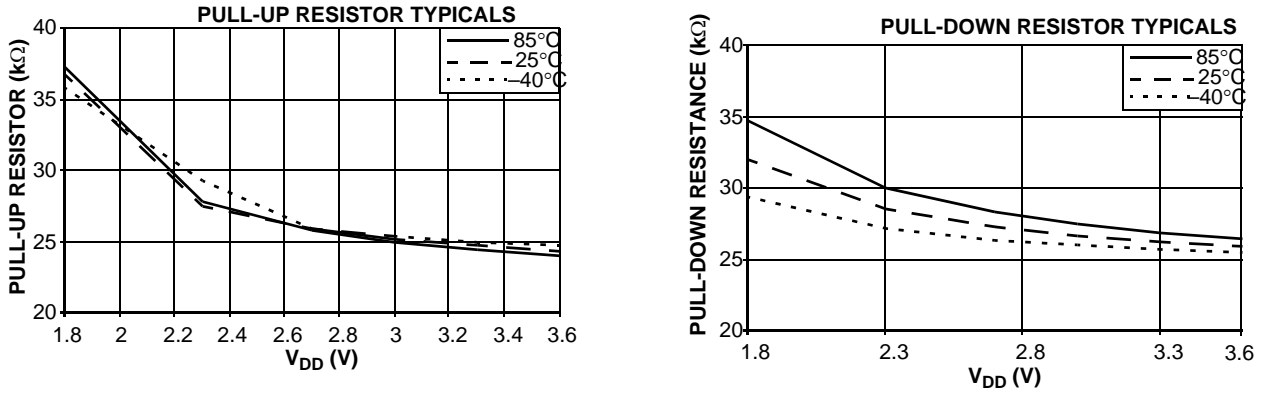 PULL-UP RESISTOR TYPICALS
PULL-UP RESISTOR (kΩ)
40
35
30
25
20
85°C
25°C
–40°C
1.8 2 2.2 2.4 2.6 2.8 3 3.2 3.4 3.6
VDD (V)
PULL-DOWN RESISTOR TYPICALS
PULL-DOWN RESISTANCE (kΩ)
40
35
30
25
20
85°C
25°C
–40°C
1.8 2.3 2.8 3.3 3.6
VDD (V)